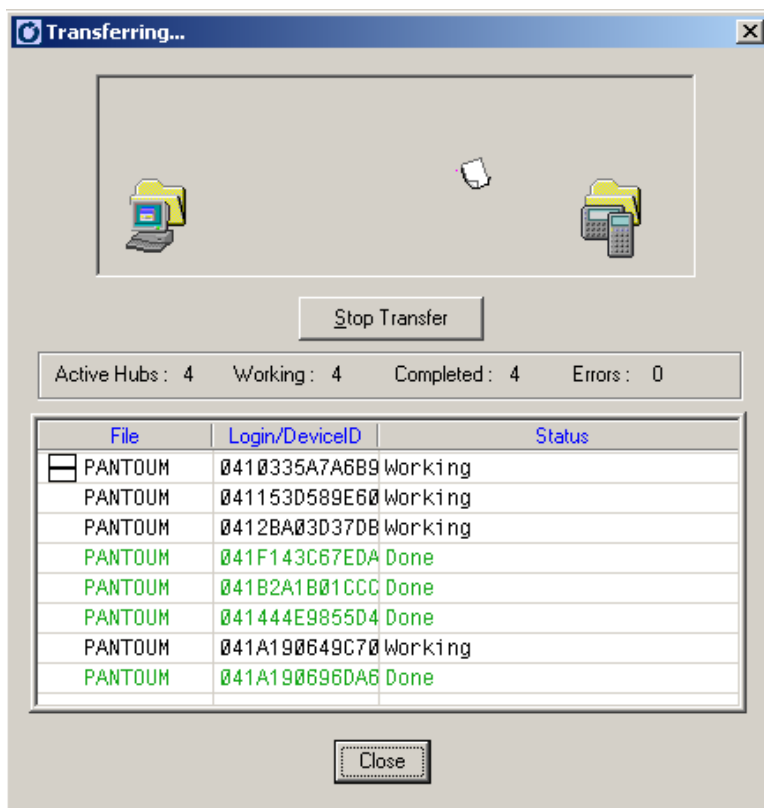 Transferring...
Stop Transfer
Active Hubs : 4 Working : 4 Completed : 4 Errors : 0
File Login/DeviceID Status
PANTOUM 0410335A7A6B9 Working
PANTOUM 041153D589E60 Working
PANTOUM 0412BA03D37DB Working
PANTOUM 041F143C67EDA Done
PANTOUM 041B2A1B01CCC Done
PANTOUM 041444E9855D4 Done
PANTOUM 041A190649C70 Working
PANTOUM 041A190696DA6 Done
Close